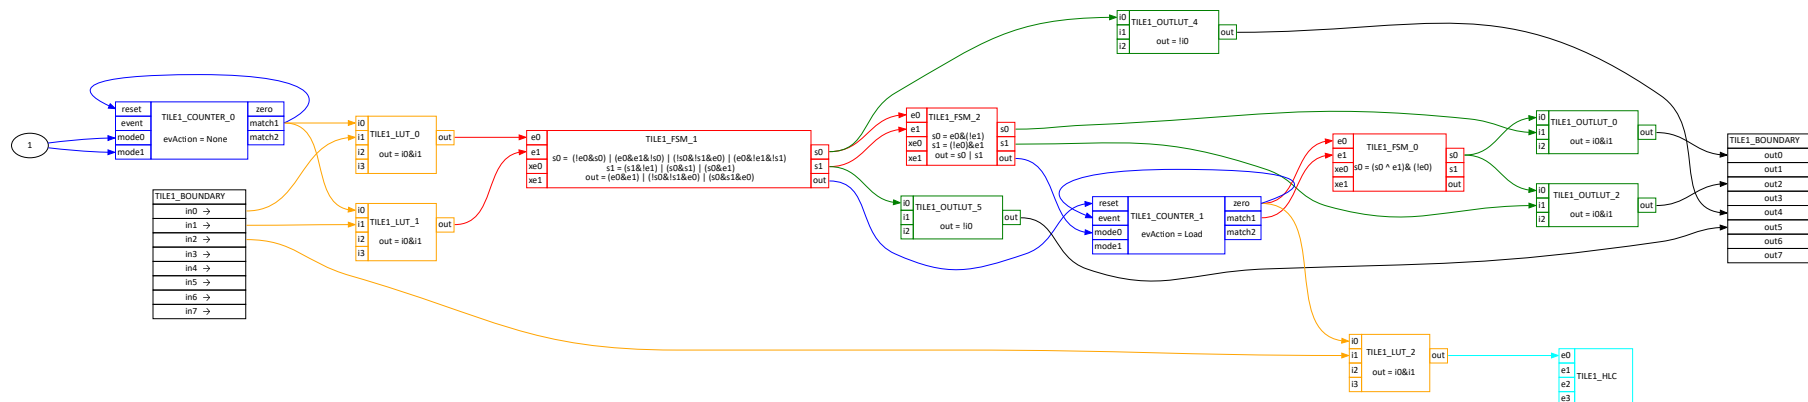 1
reset
event
mode0
mode1
TILE1_COUNTER_0
evAction = None
zero
match1
match2
TILE1_BOUNDARY
in0 →
in1 →
in2 →
in3 →
in4 →
in5 →
in6 →
in7 →
i0
i1
i2
i3
TILE1_LUT_0
out = i0&i1
out
i0
i1
i2
i3
TILE1_LUT_1
out = i0&i1
out
e0
e1
xe0
xe1
TILE1_FSM_1
s0 = (!e0&s0) | (e0&e1&!s0) | (!s0&!s1&e0) | (e0&!e1&!s1)
s1 = (s1&!e1) | (s0&s1) | (s0&e1)
out = (e0&e1) | (!s0&!s1&e0) | (s0&s1&e0)
s0
s1
out
e0
e1
xe0
xe1
TILE1_FSM_2
s0 = e0&(!e1)
s1 = (!e0)&e1
out = s0 | s1
s0
s1
out
i0
i1
i2
TILE1_OUTLUT_5
out = !i0
out
i0
i1
i2
TILE1_OUTLUT_4
out = !i0
out
reset
event
mode0
mode1
TILE1_COUNTER_1
evAction = Load
zero
match1
match2
e0
e1
xe0
xe1
TILE1_FSM_0
s0 = (s0 ^ e1)& (!e0)
s0
s1
out
i0
i1
i2
i3
TILE1_LUT_2
out = i0&i1
out
i0
i1
i2
TILE1_OUTLUT_0
out = i0&i1
out
i0
i1
i2
TILE1_OUTLUT_2
out = i0&i1
out
e0
e1
e2
e3
TILE1_HLC
TILE1_BOUNDARY
out0
out1
out2
out3
out4
out5
out6
out7